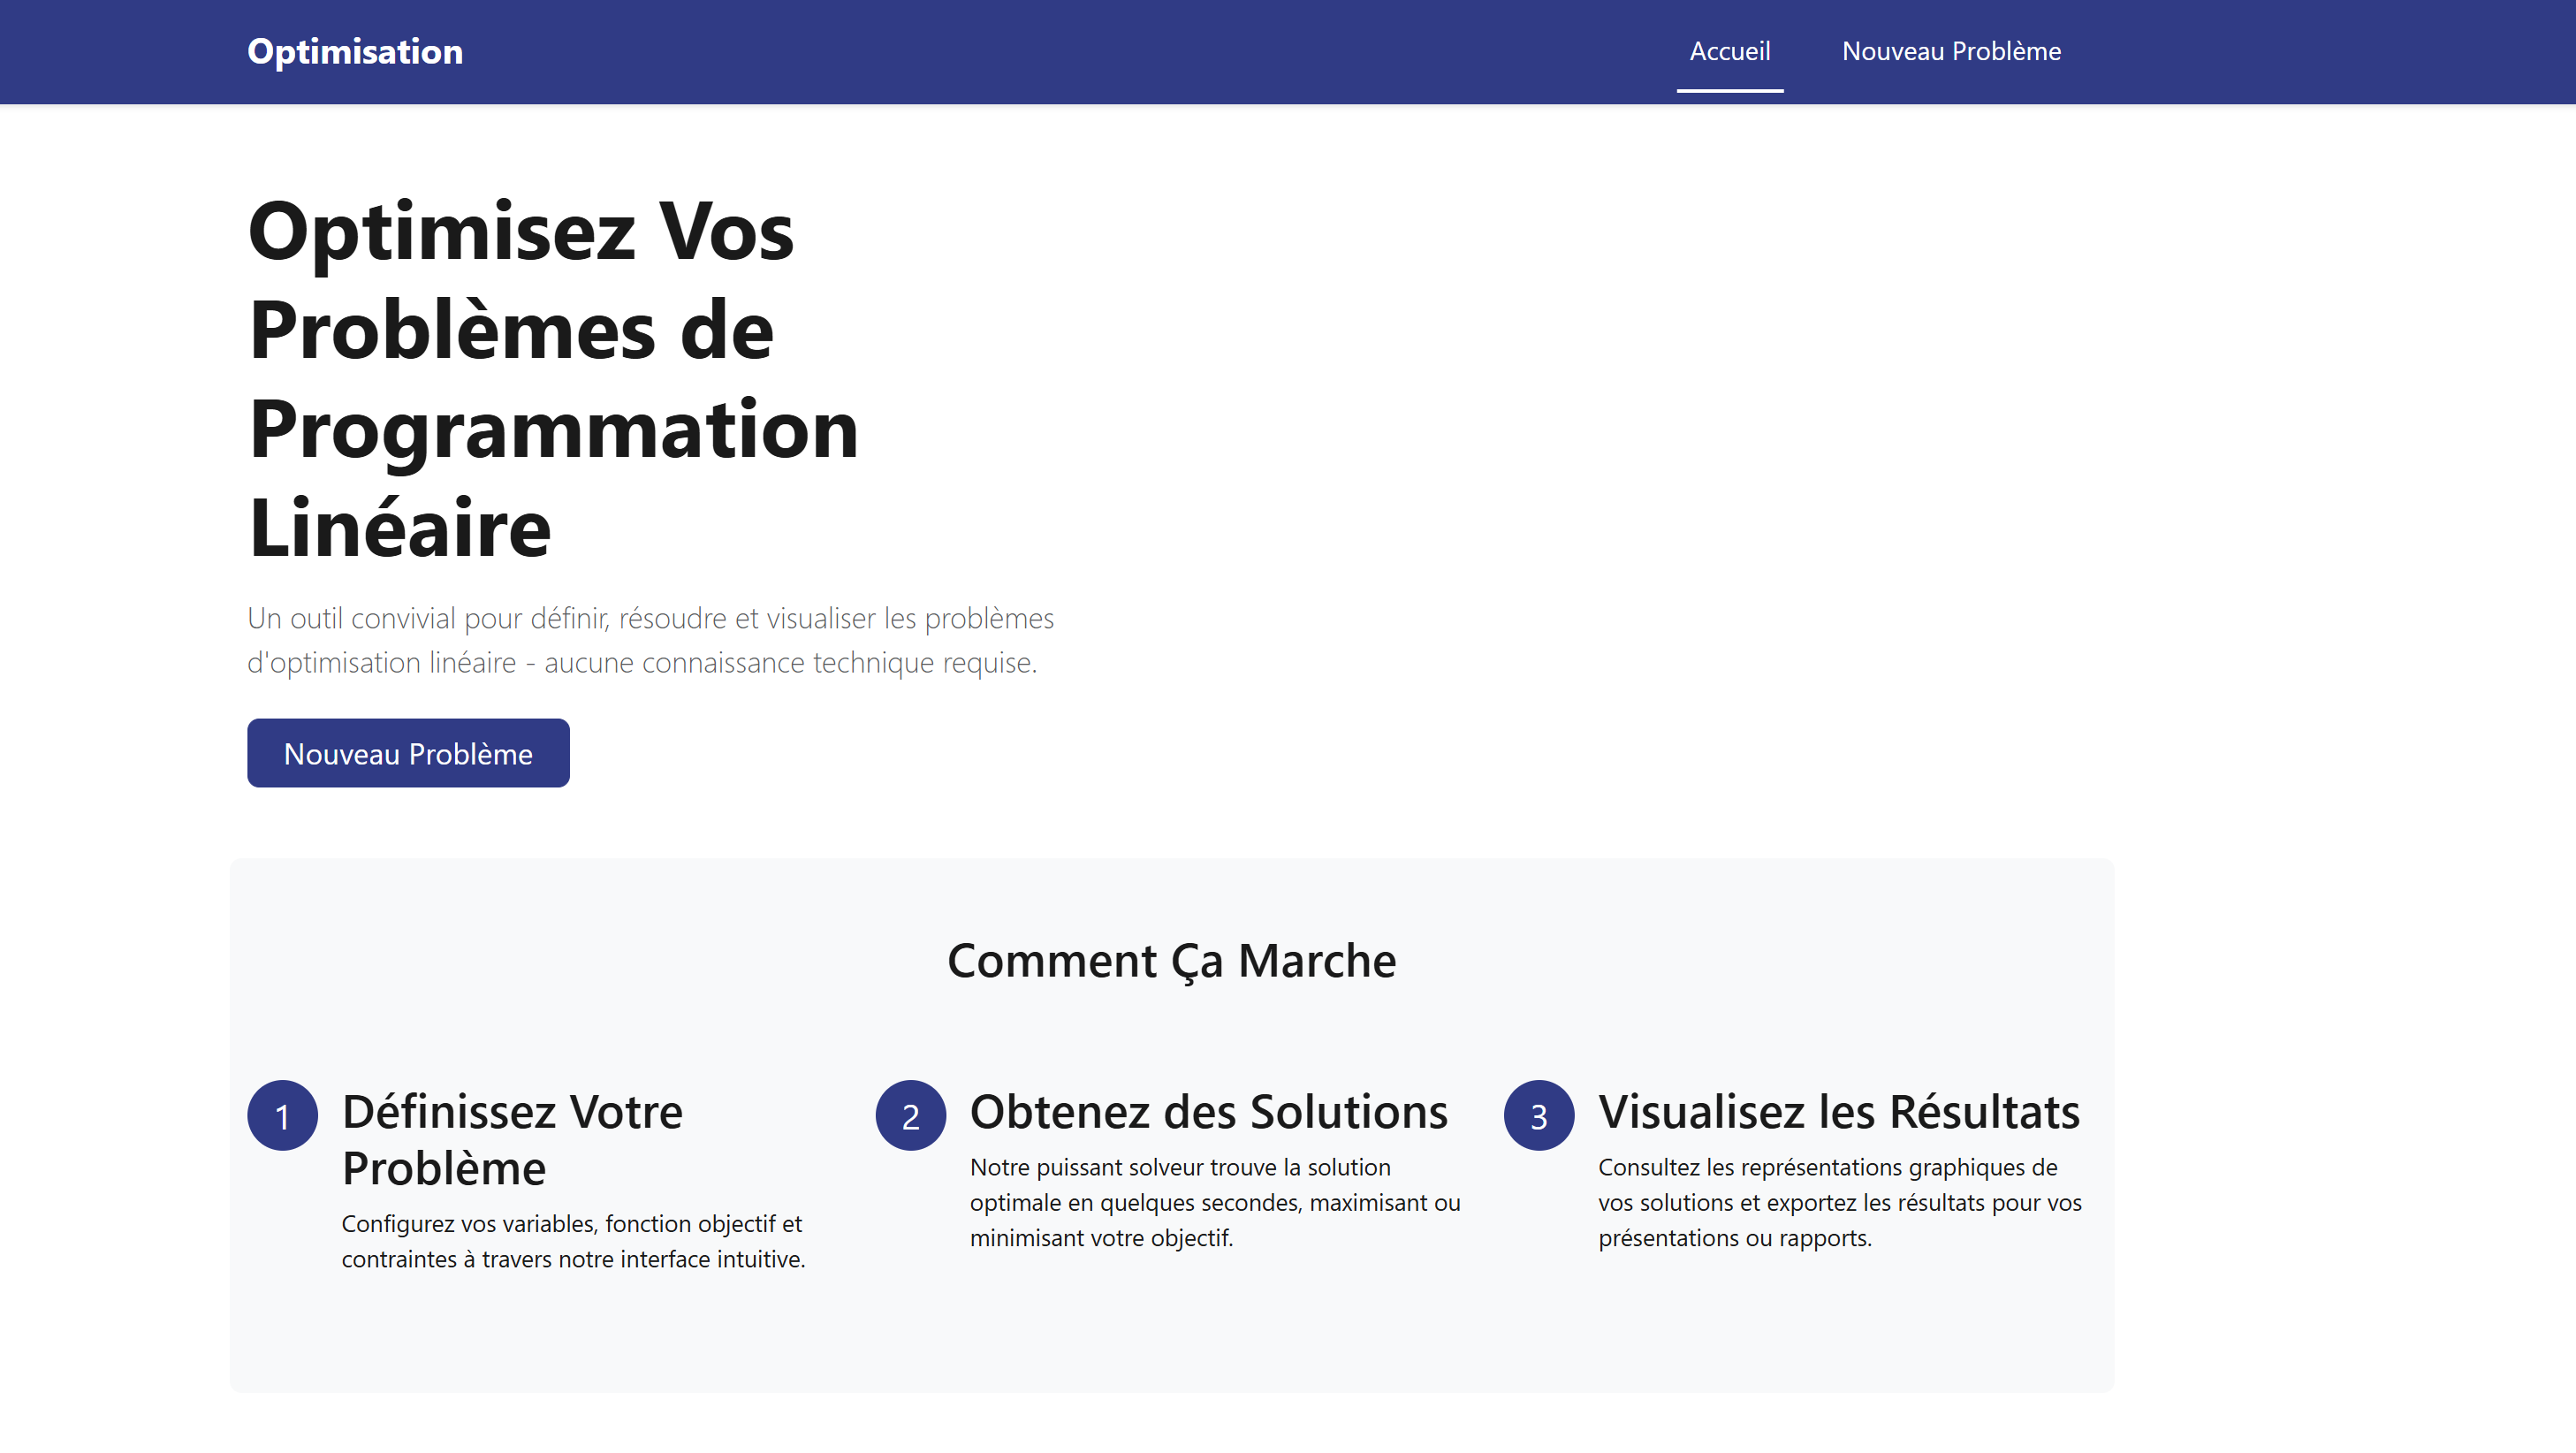 Optimisation
Accueil
Nouveau Problème
Optimisez Vos
Problèmes de
Programmation
Linéaire
Un outil convivial pour définir, résoudre et visualiser les problèmes
d'optimisation linéaire - aucune connaissance technique requise.
Nouveau Problème
Comment Ça Marche
1
Définissez Votre
Problème
Configurez vos variables, fonction objectif et
contraintes à travers notre interface intuitive.
2
Obtenez des Solutions
Notre puissant solveur trouve la solution
optimale en quelques secondes, maximisant ou
minimisant votre objectif.
3
Visualisez les Résultats
Consultez les représentations graphiques de
vos solutions et exportez les résultats pour vos
présentations ou rapports.